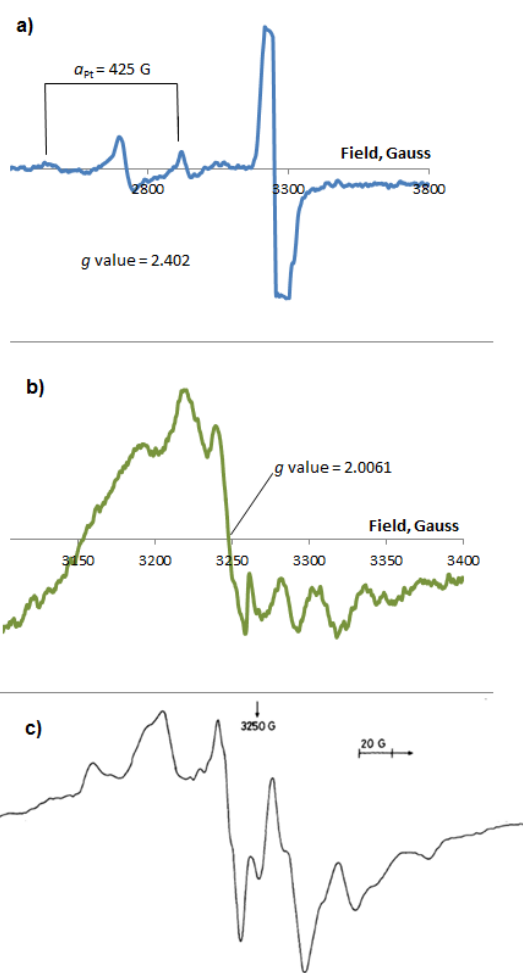 a)
aPt = 425 G
Field, Gauss
2800
3300
3800
g value = 2.402
b)
g value = 2.0061
Field, Gauss
3150
3200
3250
3300
3350
3400
c)
3250 G
20 G